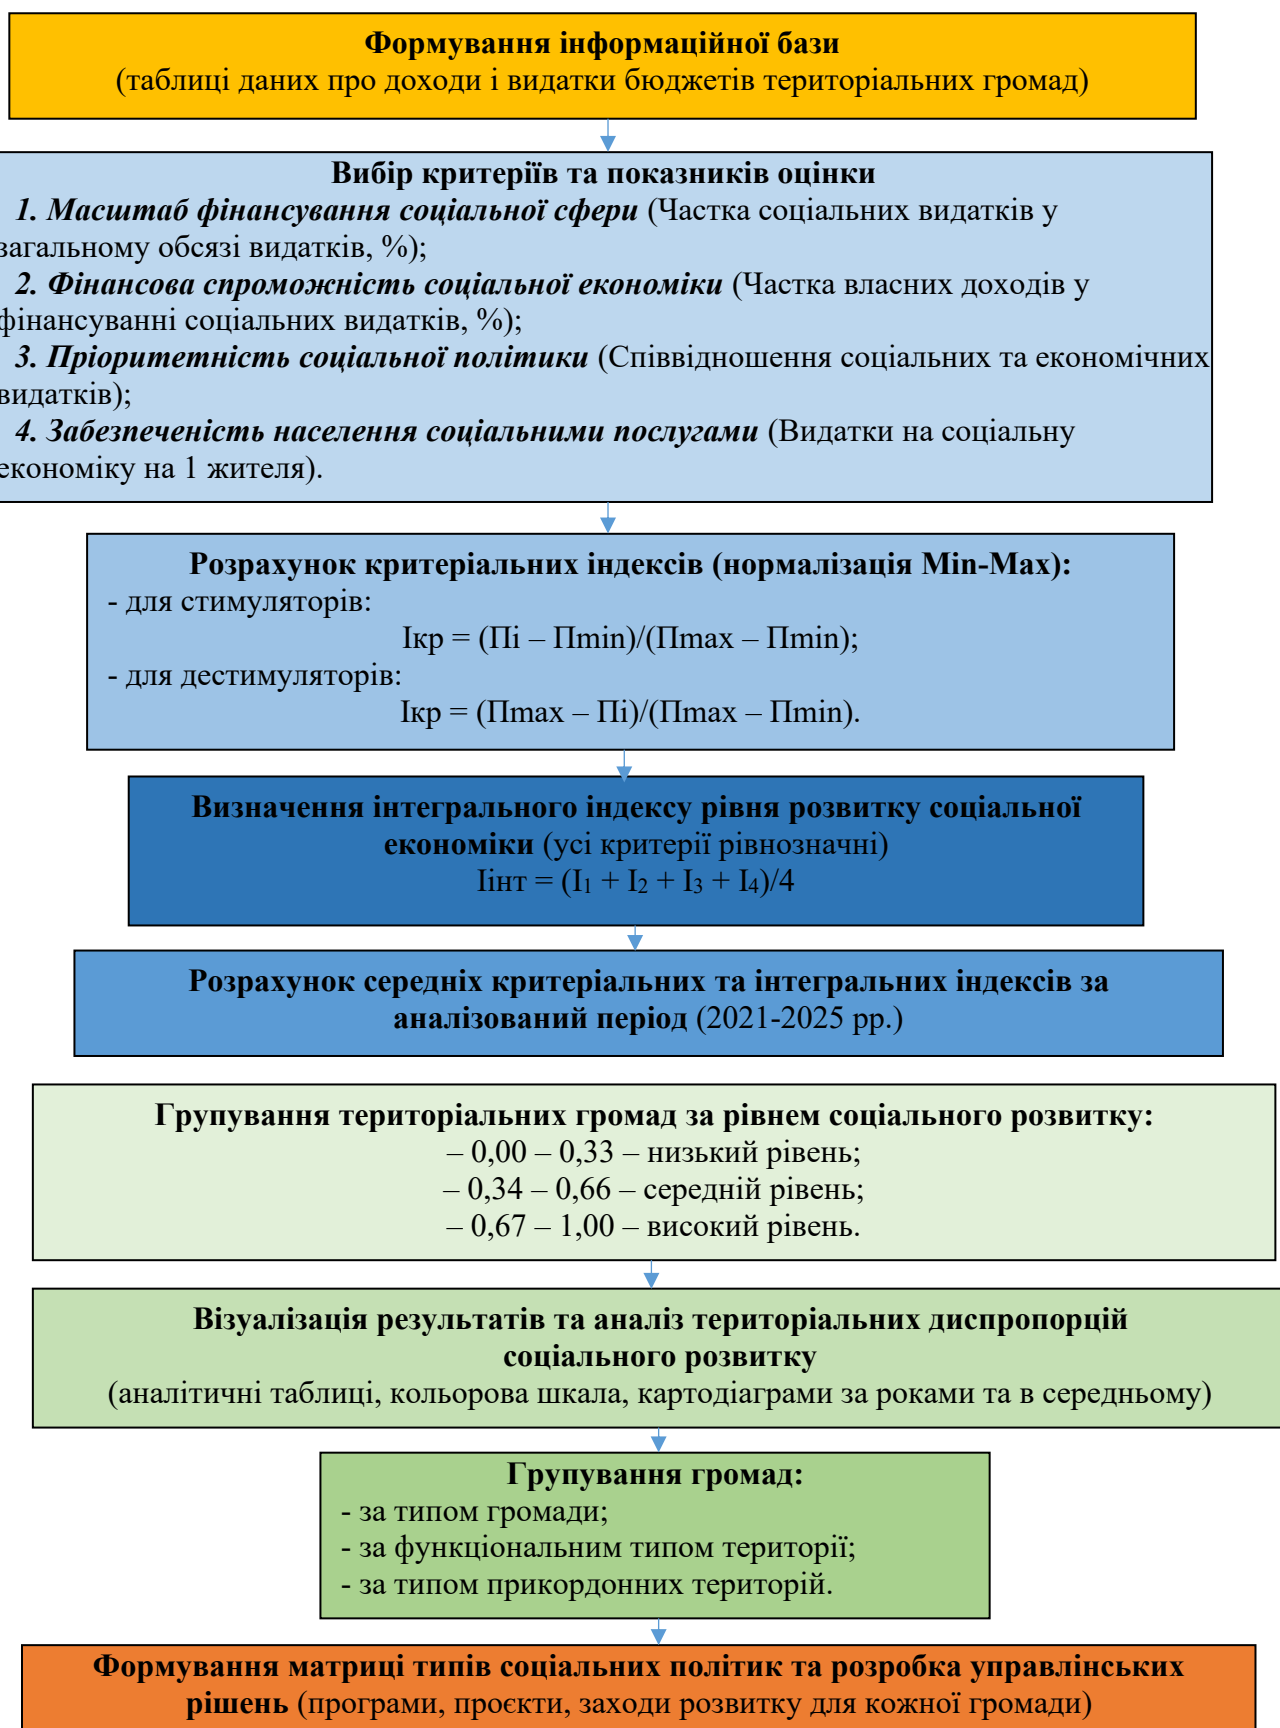 Формування інформаційної бази
(таблиці даних про доходи і видатки бюджетів територіальних громад)
Вибір критеріїв та показників оцінки
1. Масштаб фінансування соціальної сфери (Частка соціальних видатків у
загальному обсязі видатків, %);
2. Фінансова спроможність соціальної економіки (Частка власних доходів у
фінансуванні соціальних видатків, %);
3. Пріоритетність соціальної політики (Співвідношення соціальних та економічних
видатків);
4. Забезпеченість населення соціальними послугами (Видатки на соціальну
економіку на 1 жителя).
Розрахунок критеріальних індексів (нормалізація Min-Max):
- для стимуляторів:
Ікр = (Пі – Пmin)/(Пmax – Пmin);
- для дестимуляторів:
Ікр = (Пmax – Пі)/(Пmax – Пmin).
Визначення інтегрального індексу рівня розвитку соціальної
економіки (усі критерії рівнозначні)
Іінт = (I₁ + I₂ + I₃ + I₄)/4
Розрахунок середніх критеріальних та інтегральних індексів за
аналізований період (2021-2025 рр.)
Групування територіальних громад за рівнем соціального розвитку:
– 0,00 – 0,33 – низький рівень;
– 0,34 – 0,66 – середній рівень;
– 0,67 – 1,00 – високий рівень.
Візуалізація результатів та аналіз територіальних диспропорцій
соціального розвитку
(аналітичні таблиці, кольорова шкала, картодіаграми за роками та в середньому)
Групування громад:
- за типом громади;
- за функціональним типом території;
- за типом прикордонних територій.
Формування матриці типів соціальних політик та розробка управлінських
рішень (програми, проєкти, заходи розвитку для кожної громади)